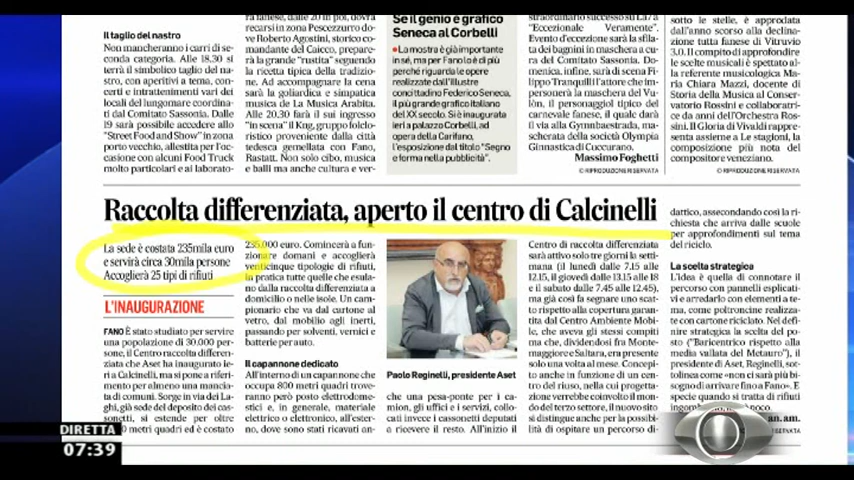 Il taglio del nastro
Non mancheranno i carri di se-
conda categoria. Alle 18.30 si
terrà il simbolico taglio del na-
stro, con aperitivi a tema, con-
certi e intrattenimenti vari dei
locali del lungomare coordina-
ti dal Comitato Sassonia. Dalle
19 sarà possibile accedere allo
"Street Food and Show" in zona
porto vecchio, allestita per l'oc-
casione con alcuni Food Truck
molto particolari e ai laborato-
ra fanese, dalle 20 in poi, dovrà
recarsi in zona Pescezzurro do-
ve Roberto Agostini, storico co-
mandante del Caicco, prepare-
rà la grande "rustita" seguendo
la ricetta tipica della tradizio-
ne. Ad accompagnare la cena
sarà la goliardica e simpatica
musica de La Musica Arabita.
Alle 20.30 farà il suo ingresso
"in scena" il Kng, gruppo folclo-
ristico proveniente dalla città
tedesca gemellata con Fano,
Rastatt. Non solo cibo, musica
e balli ma anche cultura e ver-
Se il genio è grafico
Seneca al Corbelli
● La mostra è già importante
in sé, ma per Fano lo è di più
perché riguarda le opere
realizzate dall'illustre
concittadino Federico Seneca,
il più grande grafico italiano
del XX secolo. Si è inaugurata
ieri a palazzo Corbelli, ad
opera della Carifano,
l'esposizione dal titolo "Segno
e forma nella pubblicità".
straordinario successo su La7 a
"Eccezionale Veramente".
Evento d'eccezione sarà la sfila-
ta dei bagnini in maschera a cu-
ra del Comitato Sassonia. Do-
menica, infine, sarà di scena Fi-
lippo Tranquilli l'attore che im-
personerà la maschera del Vu-
lòn, il personaggio tipico del
carnevale fanese, il quale darà
il via alla Gymnbaestrada, ma-
scherata della società Olympia
Ginnastica di Cuccurano.
Massimo Foghetti
© RIPRODUZIONE RISERVATA
sotto le stelle, è approdata
dall'anno scorso alla declina-
zione tutta fanese di Vitruvio
2.0. Il compito di approfondire
le scelte musicali è spettato al-
la referente musicologica Ma-
ria Chiara Mazzi, docente di
Storia della Musica al Conser-
vatorio Rossini e collaboratri-
ce da anni dell'Orchestra Ros-
sini. Il Gloria di Vivaldi rappre-
senta assieme a Le stagioni, la
composizione più nota del
compositore veneziano.
© RIPRODUZIONE RISERVATA
Raccolta differenziata, aperto il centro di Calcinelli
La sede è costata 235mila euro
e servirà circa 30mila persone
Accoglierà 25 tipi di rifiuti
L'INAUGURAZIONE
FANO È stato studiato per servire
una popolazione di 30.000 per-
sone, il Centro raccolta differen-
ziata che Aset ha inaugurato ie-
ri a Calcinelli, ma si pone a riferi-
mento per almeno una mancia-
ta di comuni. Sorge in via dei La-
ghi, già sede del deposito dei cas-
sonetti, si estende per oltre
metri quadri ed è costato
235.000 euro. Comincerà a fun-
zionare domani e accoglierà
venticinque tipologie di rifiuti,
in pratica tutte quelle che esula-
no dalla raccolta differenziata a
domicilio o nelle isole. Un cam-
pionario che va dal cartone al
vetro, dal mobilio agli inerti,
passando per solventi, vernici e
batterie per auto.
Il capannone dedicato
All'interno di un capannone che
occupa 800 metri quadri trove-
ranno però posto elettrodome-
stici e, in generale, materiale
elettrico o elettronico, all'ester-
no, dove sono stati ricavati an-
Paolo Reginelli, presidente Aset
che una pesa-ponte per i ca-
mion, gli uffici e i servizi, collo-
cati invece i cassonetti deputati
a ricevere il resto. All'inizio il
Centro di raccolta differenziata
sarà attivo solo tre giorni la setti-
mana (il lunedì dalle 7.15 alle
12.15, il giovedì dalle 13.15 alle 18
e il sabato dalle 7.45 alle 12.45),
ma già così fa segnare uno scat-
to rispetto alla copertura garan-
tita dal Centro Ambiente Mobi-
le, che aveva gli stessi compiti
ma che, dividendosi fra Monte-
maggiore e Saltara, era presente
solo una volta al mese. Concepi-
to anche in funzione di un cen-
tro del riuso, nella cui progetta-
zione verrebbe coinvolto il mon-
do del terzo settore, il nuovo sito
si distingue anche per la possibi-
lità di ospitare un percorso di-
dattico, assecondando così la ri-
chiesta che arriva dalle scuole
per approfondimenti sul tema
del riciclo.
La scelta strategica
L'idea è quella di connotare il
percorso con pannelli esplicati-
vi e arredarlo con elementi a te-
ma, come poltroncine realizza-
te con cartone riciclato. Nel defi-
nire strategica la scelta del po-
sto ("Baricentrico rispetto alla
media vallata del Metauro"), il
presidente di Aset, Reginelli, sot-
tolinea come «non ci sarà più bi-
sogno di arrivare fino a Fano». E
specie quando si tratta di rifiuti
poco.
an.am.
RISERVATA
DIRETTA
07:39